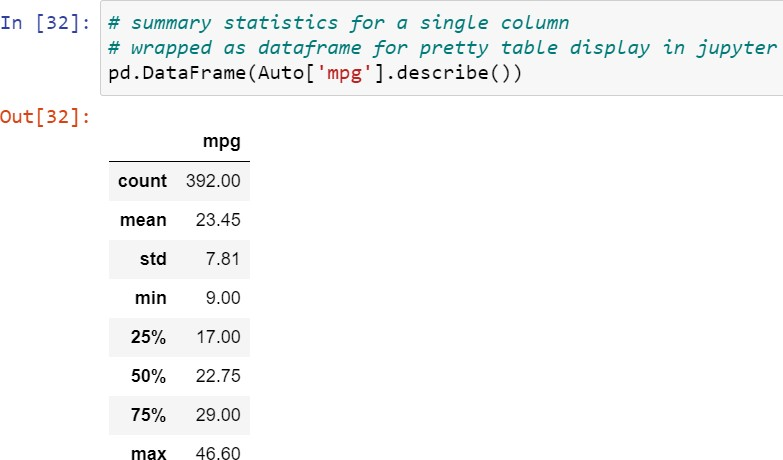 In [32]: # summary statistics for a single column
# wrapped as dataframe for pretty table display in jupyter
pd.DataFrame(Auto['mpg'].describe())
Out[32]:
mpg
count 392.00
mean 23.45
std 7.81
min 9.00
25% 17.00
50% 22.75
75% 29.00
max 46.60